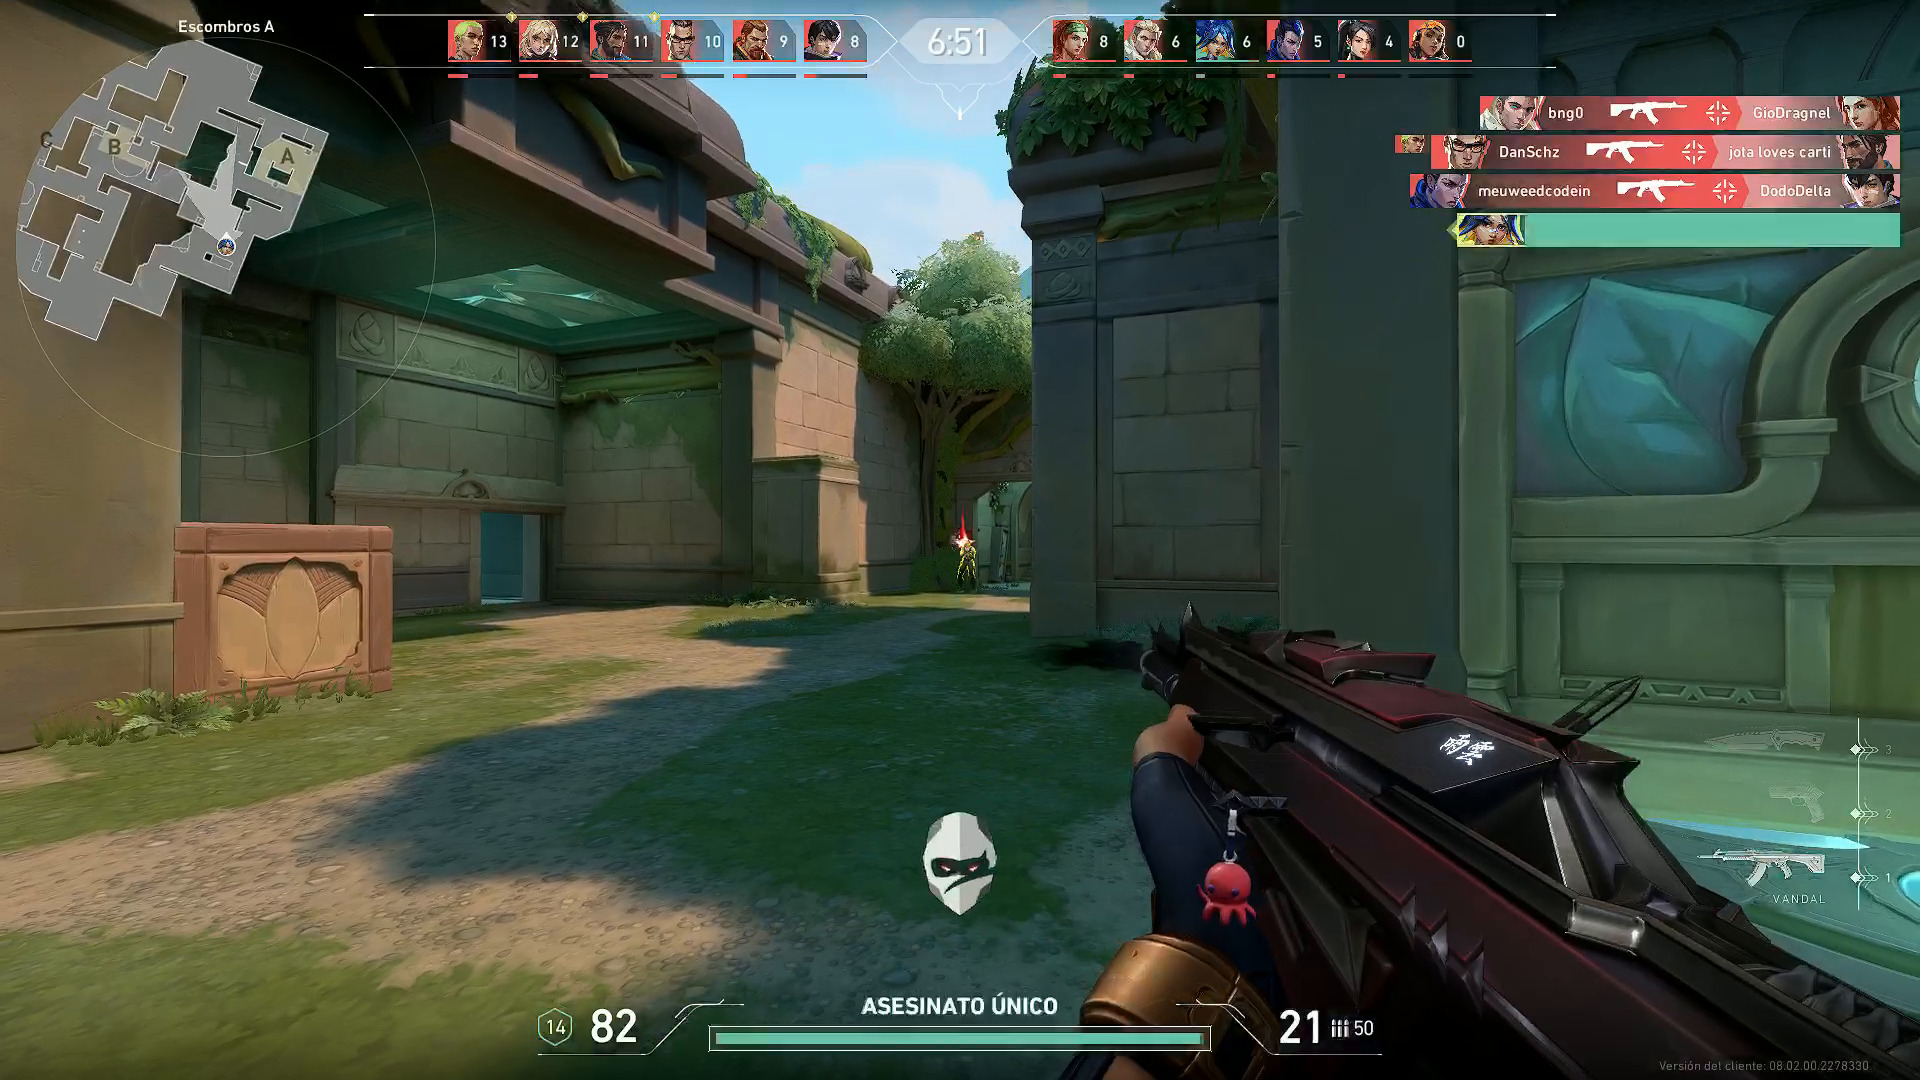 Escombros A
13 12 11 10 9 8 6:51 8 6 6 5 4 0
bng0 GioDragnel
DanSchz jota loves carti
meuweedcodein DodoDelta
C B A
3
2
VANDAL 1
ASESINATO ÚNICO
14 82 21 50
Versión del cliente: 08.02.00.2278330